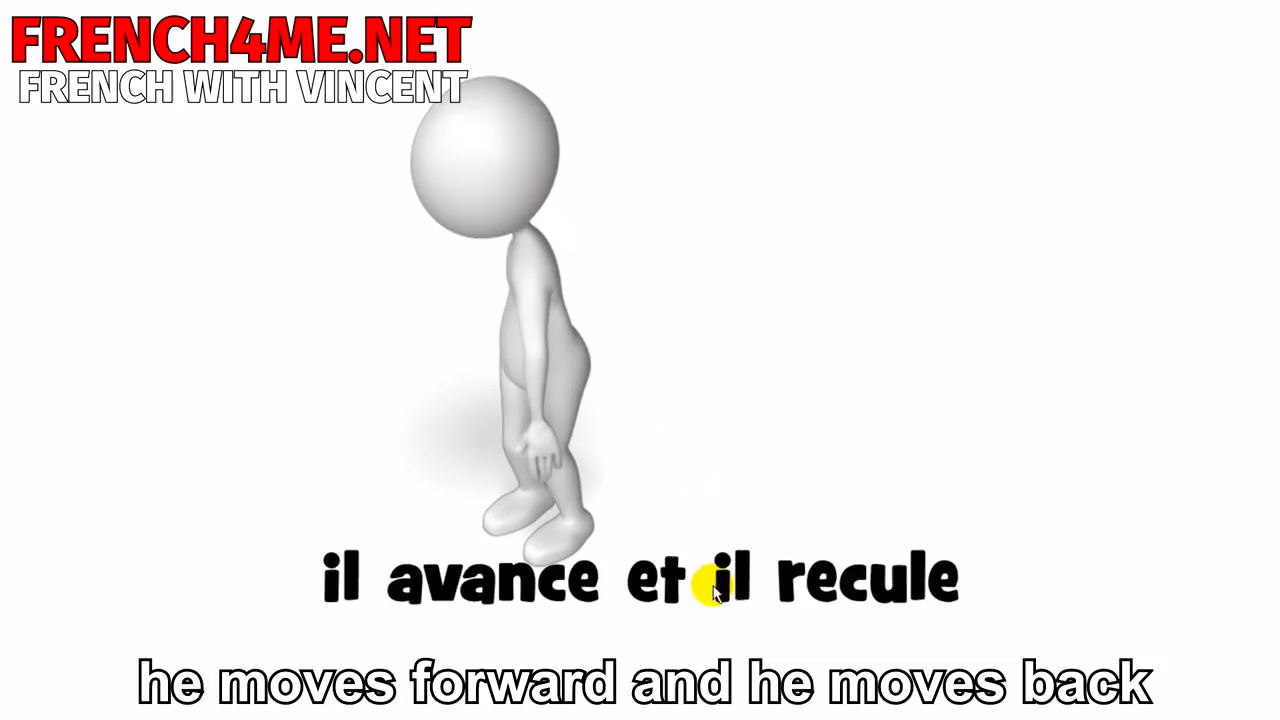 FRENCH4ME.NET
FRENCH WITH VINCENT
il avance et il recule
he moves forward and he moves back